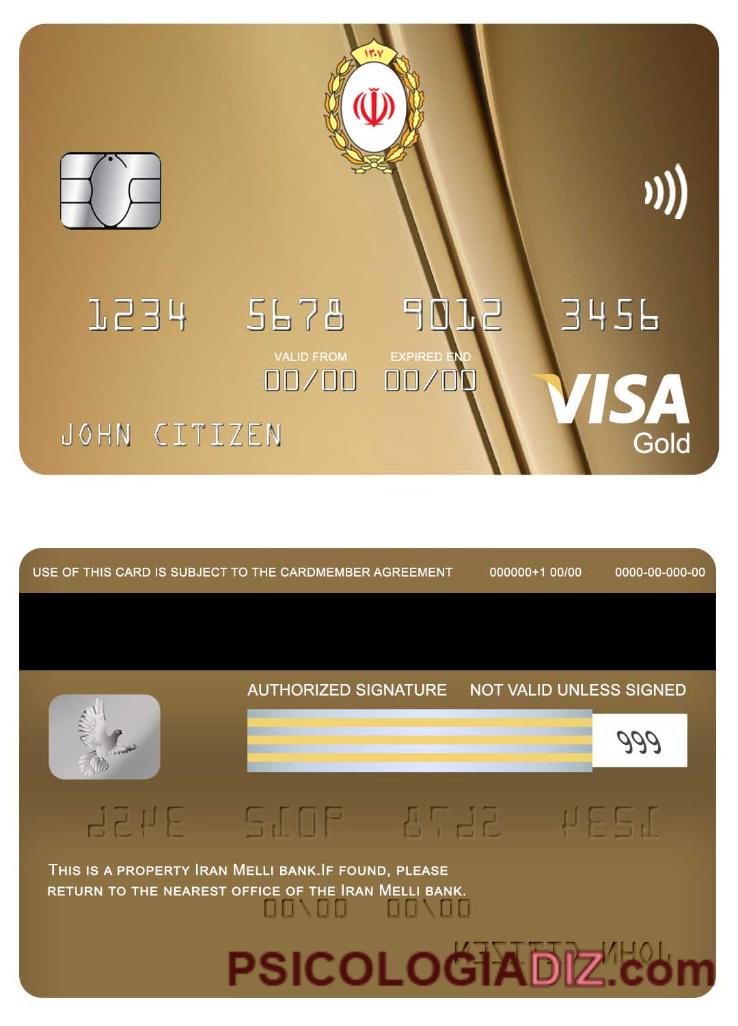 ۱۳۰۷
1234 5678 9012 3456
VALID FROM EXPIRED END
00/00 00/00
VISA
JOHN CITIZEN
Gold
USE OF THIS CARD IS SUBJECT TO THE CARDMEMBER AGREEMENT 000000+1 00/00 0000-00-000-00
AUTHORIZED SIGNATURE NOT VALID UNLESS SIGNED
999
THIS IS A PROPERTY IRAN MELLI BANK.IF FOUND, PLEASE
RETURN TO THE NEAREST OFFICE OF THE IRAN MELLI BANK.
PSICOLOGIADIZ.com